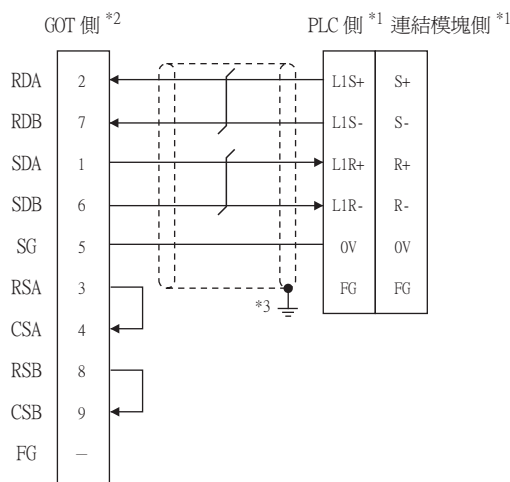 GOT 側 *2 PLC 側 *1 連結模塊側 *1
RDA 2 L1S+ S+
RDB 7 L1S- S-
SDA 1 L1R+ R+
SDB 6 L1R- R-
SG 5 0V 0V
RSA 3 FG FG
*3
CSA 4
RSB 8
CSB 9
FG －